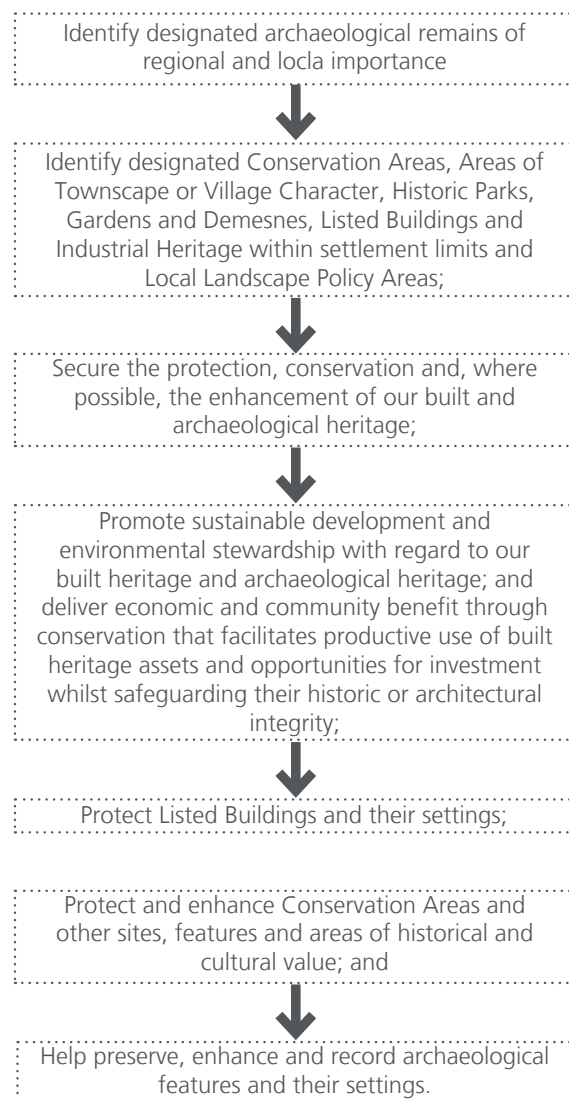 Identify designated archaeological remains of
regional and locla importance
Identify designated Conservation Areas, Areas of
Townscape or Village Character, Historic Parks,
Gardens and Demesnes, Listed Buildings and
Industrial Heritage within settlement limits and
Local Landscape Policy Areas;
Secure the protection, conservation and, where
possible, the enhancement of our built and
archaeological heritage;
Promote sustainable development and
environmental stewardship with regard to our
built heritage and archaeological heritage; and
deliver economic and community benefit through
conservation that facilitates productive use of built
heritage assets and opportunities for investment
whilst safeguarding their historic or architectural
integrity;
Protect Listed Buildings and their settings;
Protect and enhance Conservation Areas and
other sites, features and areas of historical and
cultural value; and
Help preserve, enhance and record archaeological
features and their settings.